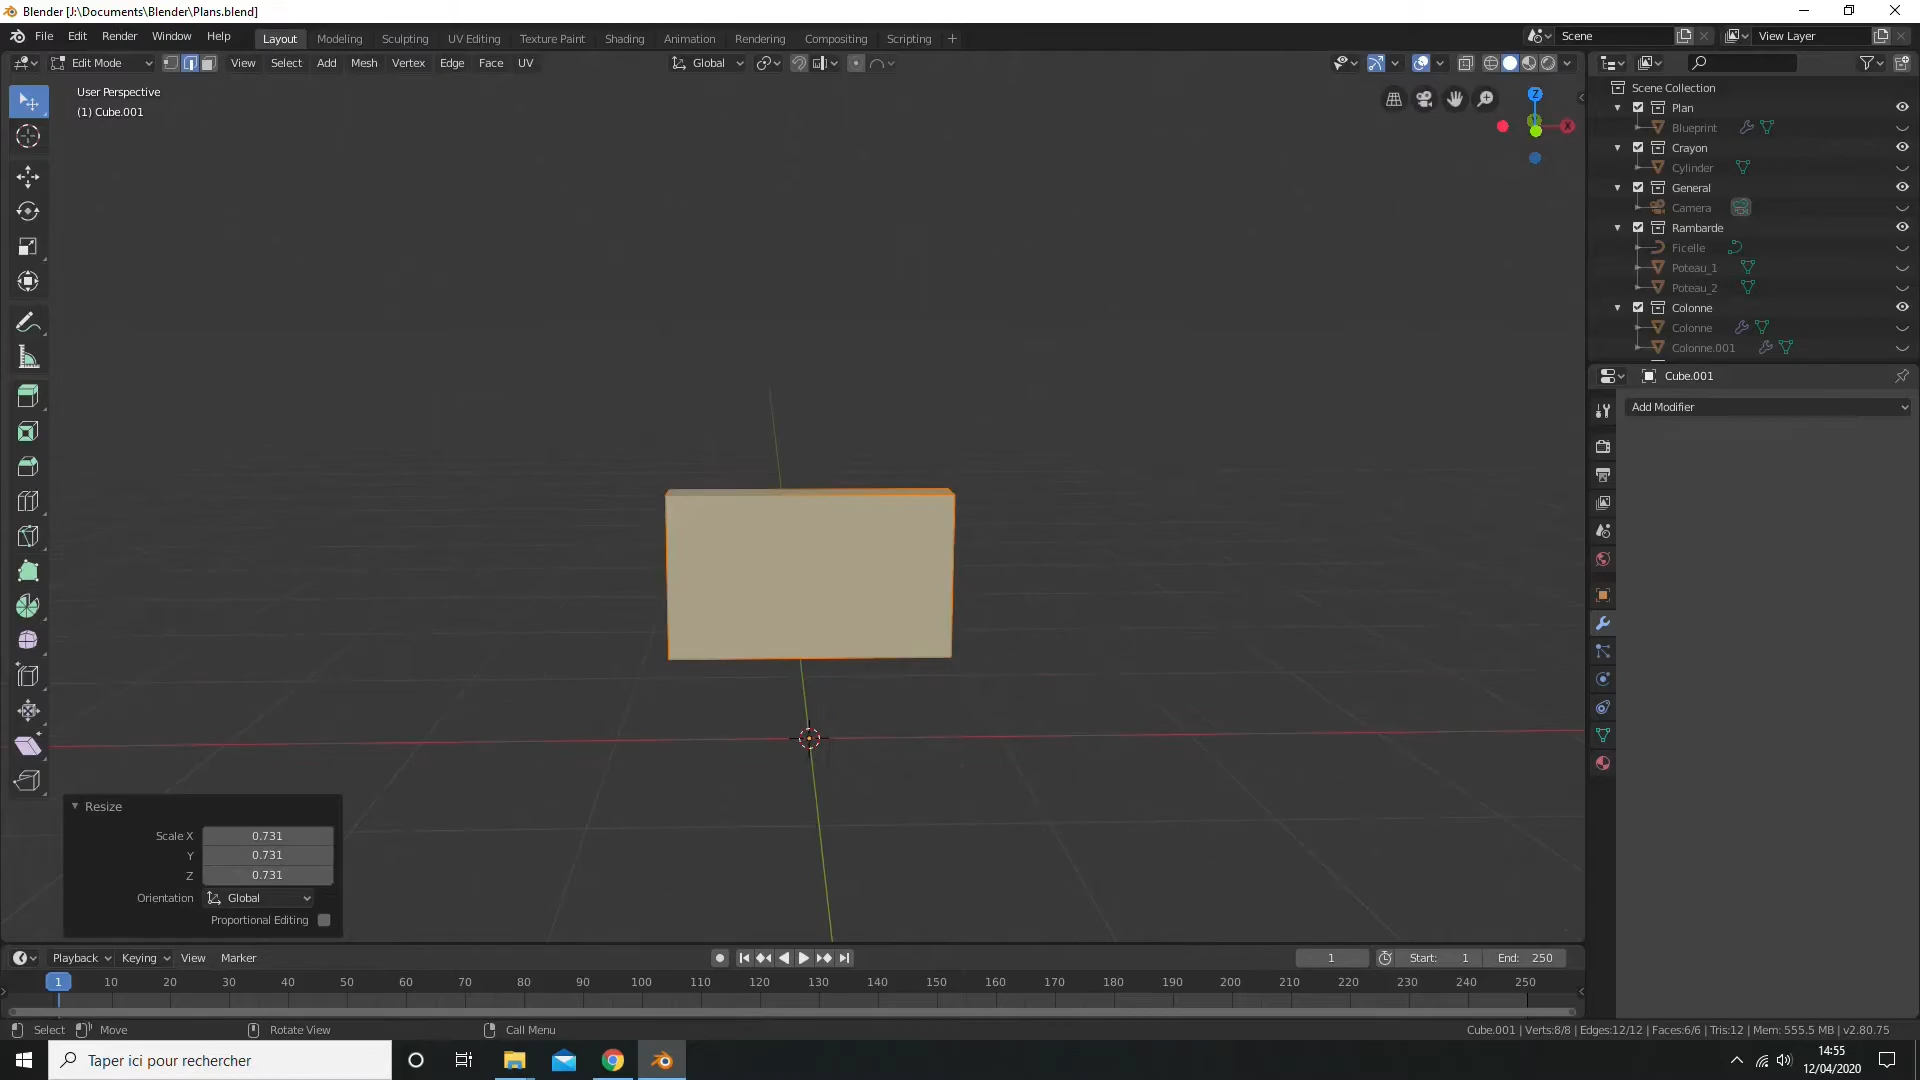 Blender [J:\Documents\Blender\Plans.blend]
File Edit Render Window Help Layout Modeling Sculpting UV Editing Texture Paint Shading Animation Rendering Compositing Scripting + Scene View Layer
Edit Mode View Select Add Mesh Vertex Edge Face UV Global
User Perspective
(1) Cube.001
Z
X
Scene Collection
Plan
Blueprint
Crayon
Cylinder
General
Camera
Rambarde
Ficelle
Poteau_1
Poteau_2
Colonne
Colonne
Colonne.001
Cube.001
Add Modifier
Resize
Scale X 0.731
Y 0.731
Z 0.731
Orientation Global
Proportional Editing
Playback Keying View Marker 1 Start: 1 End: 250
1 10 20 30 40 50 60 70 80 90 100 110 120 130 140 150 160 170 180 190 200 210 220 230 240 250
Select Move Rotate View Call Menu Cube.001 | Verts:8/8 | Edges:12/12 | Faces:6/6 | Tris:12 | Mem: 555.5 MB | v2.80.75
Taper ici pour rechercher
14:55
12/04/2020